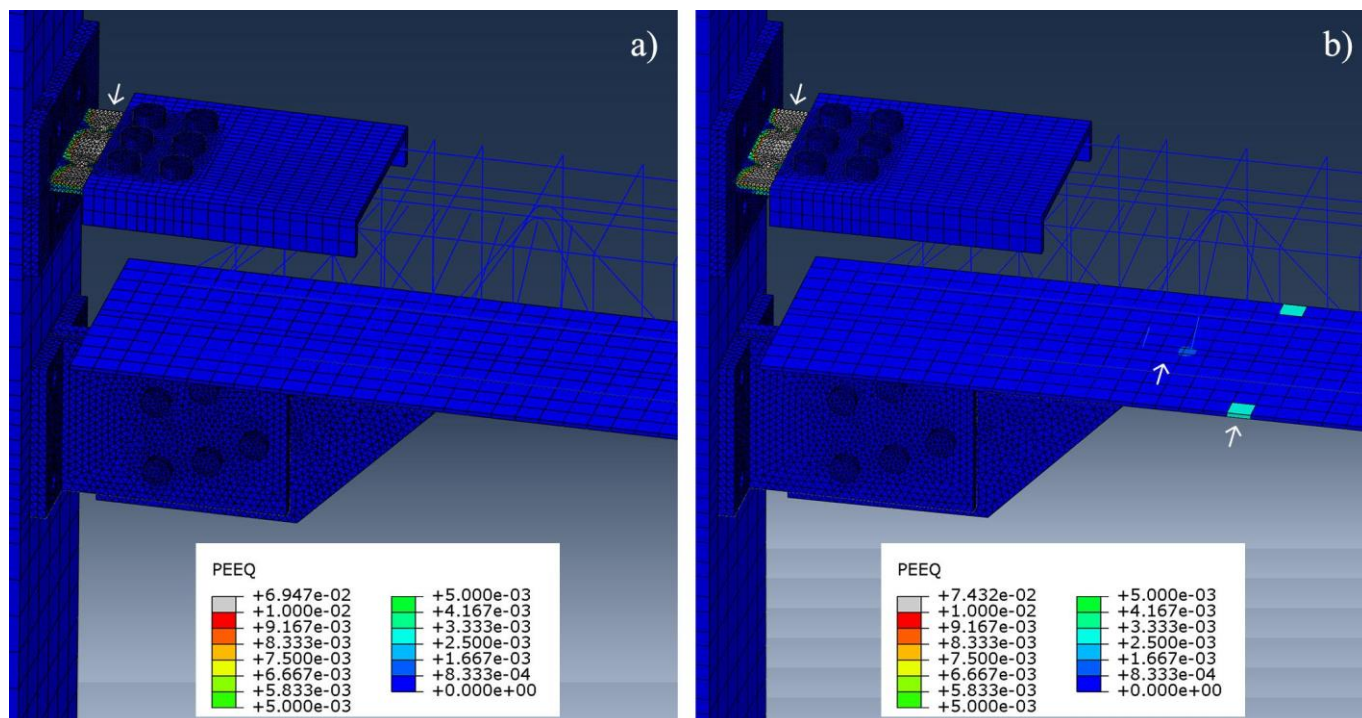 a)
PEEQ
+6.947e-02
+1.000e-02
+9.167e-03
+8.333e-03
+7.500e-03
+6.667e-03
+5.833e-03
+5.000e-03
+5.000e-03
+4.167e-03
+3.333e-03
+2.500e-03
+1.667e-03
+8.333e-04
+0.000e+00
b)
PEEQ
+7.432e-02
+1.000e-02
+9.167e-03
+8.333e-03
+7.500e-03
+6.667e-03
+5.833e-03
+5.000e-03
+5.000e-03
+4.167e-03
+3.333e-03
+2.500e-03
+1.667e-03
+8.333e-04
+0.000e+00